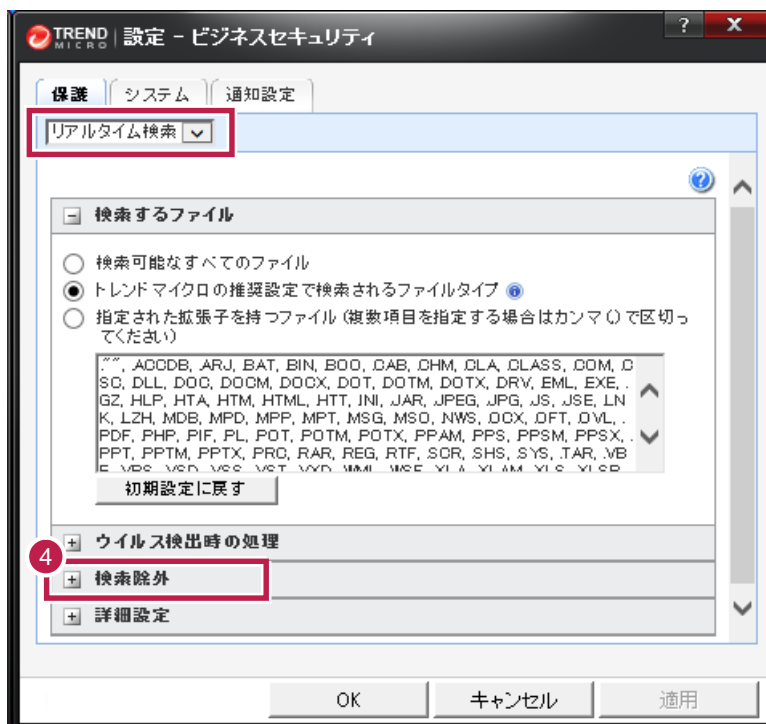 TREND MICRO 設定 - ビジネスセキュリティ
? X
保護 システム 通知設定
リアルタイム検索
検索するファイル
検索可能なすべてのファイル
トレンドマイクロの推奨設定で検索されるファイルタイプ
指定された拡張子を持つファイル (複数項目を指定する場合はカンマ (,) で区切っ
てください)
."", .ACCDB, .ARJ, .BAT, .BIN, .BOO, .CAB, .CHM, .CLA, .CLASS, .COM, .C
SC, .DLL, .DOC, .DOCM, .DOCX, .DOT, .DOTM, .DOTX, .DRV, .EML, .EXE, .
GZ, .HLP, .HTA, .HTM, .HTML, .HTT, .INI, .JAR, .JPEG, .JPG, .JS, .JSE, .LN
K, .LZH, .MDB, .MPD, .MPP, .MPT, .MSG, .MSO, .NWS, .OCX, .OFT, .OVL, .
PDF, .PHP, .PIF, .PL, .POT, .POTM, .POTX, .PPAM, .PPS, .PPSM, .PPSX, .
PPT, .PPTM, .PPTX, .PRC, .RAR, .REG, .RTF, .SCR, .SHS, .SYS, .TAR, .VB
E, .VBS, .VSD, .VSS, .VST, .VXD, .WML, .WSF, .XLA, .XLAM, .XLS, .XLSB
初期設定に戻す
ウイルス検出時の処理
4
検索除外
詳細設定
OK キャンセル 適用